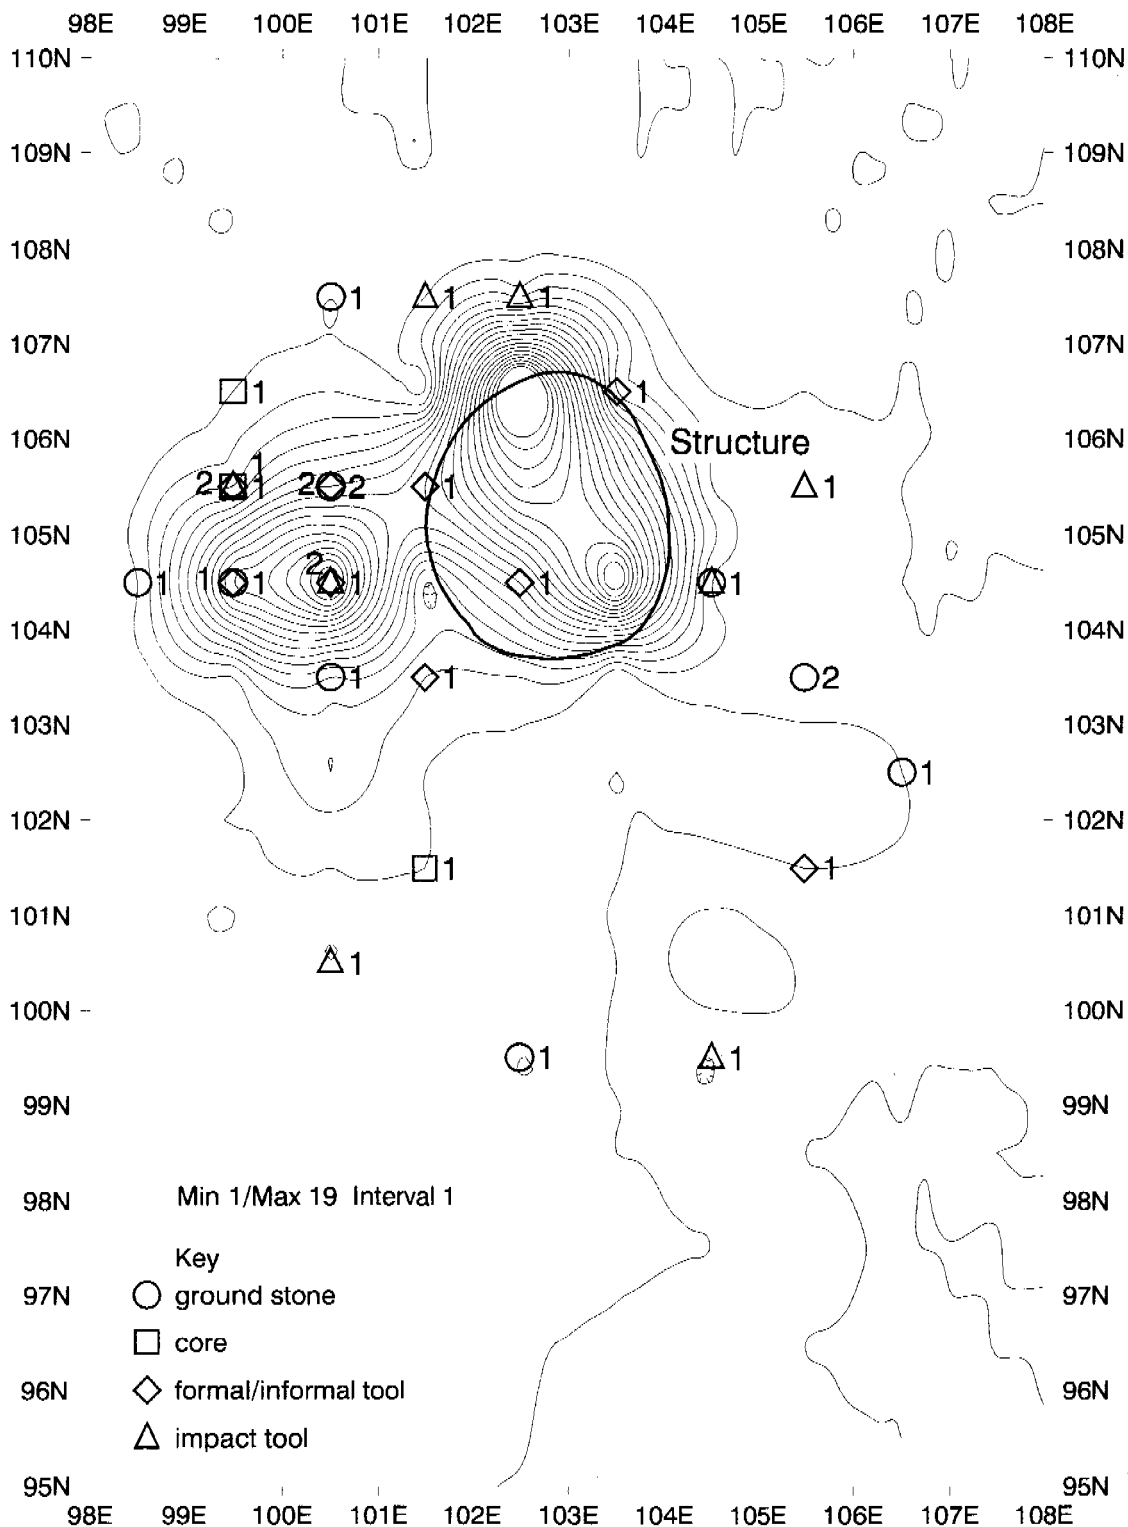 98E 99E 100E 101E 102E 103E 104E 105E 106E 107E 108E
110N 110N
109N 109N
108N 108N
1 1 1
107N 107N
1 1
106N Structure 106N
1
2 1 2 2 1 1
105N 105N
2
1 1 1 1 1 1
104N 104N
1 1 2
103N 103N
1
102N 102N
1 1
101N 101N
1
100N 100N
1 1
99N 99N
Min 1/Max 19 Interval 1
98N 98N
Key
97N ground stone 97N
core
96N formal/informal tool 96N
impact tool
95N 95N
98E 99E 100E 101E 102E 103E 104E 105E 106E 107E 108E